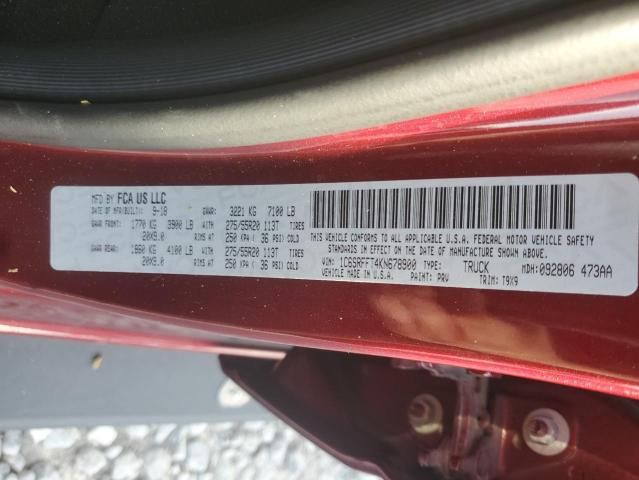 MFD BY FCA US LLC
DATE OF MFR/BUILT: 9-18 GVWR: 3221 KG 7100 LB
GAWR FRONT: 1770 KG 3900 LB WITH 275/55R20 113T TIRES
20X9.0 RIMS AT 250 KPA ( 36 PSI) COLD
GAWR REAR: 1860 KG 4100 LB WITH 275/55R20 113T TIRES
20X9.0 RIMS AT 250 KPA ( 36 PSI) COLD
THIS VEHICLE CONFORMS TO ALL APPLICABLE U.S.A. FEDERAL MOTOR VEHICLE SAFETY
STANDARDS IN EFFECT ON THE DATE OF MANUFACTURE SHOWN ABOVE.
VEHICLE MADE IN U.S.A.
VIN: 1C6SRFFT4KN678900 TYPE: TRUCK MDH: 092806 473AA
PAINT: PRV TRIM: T9X9